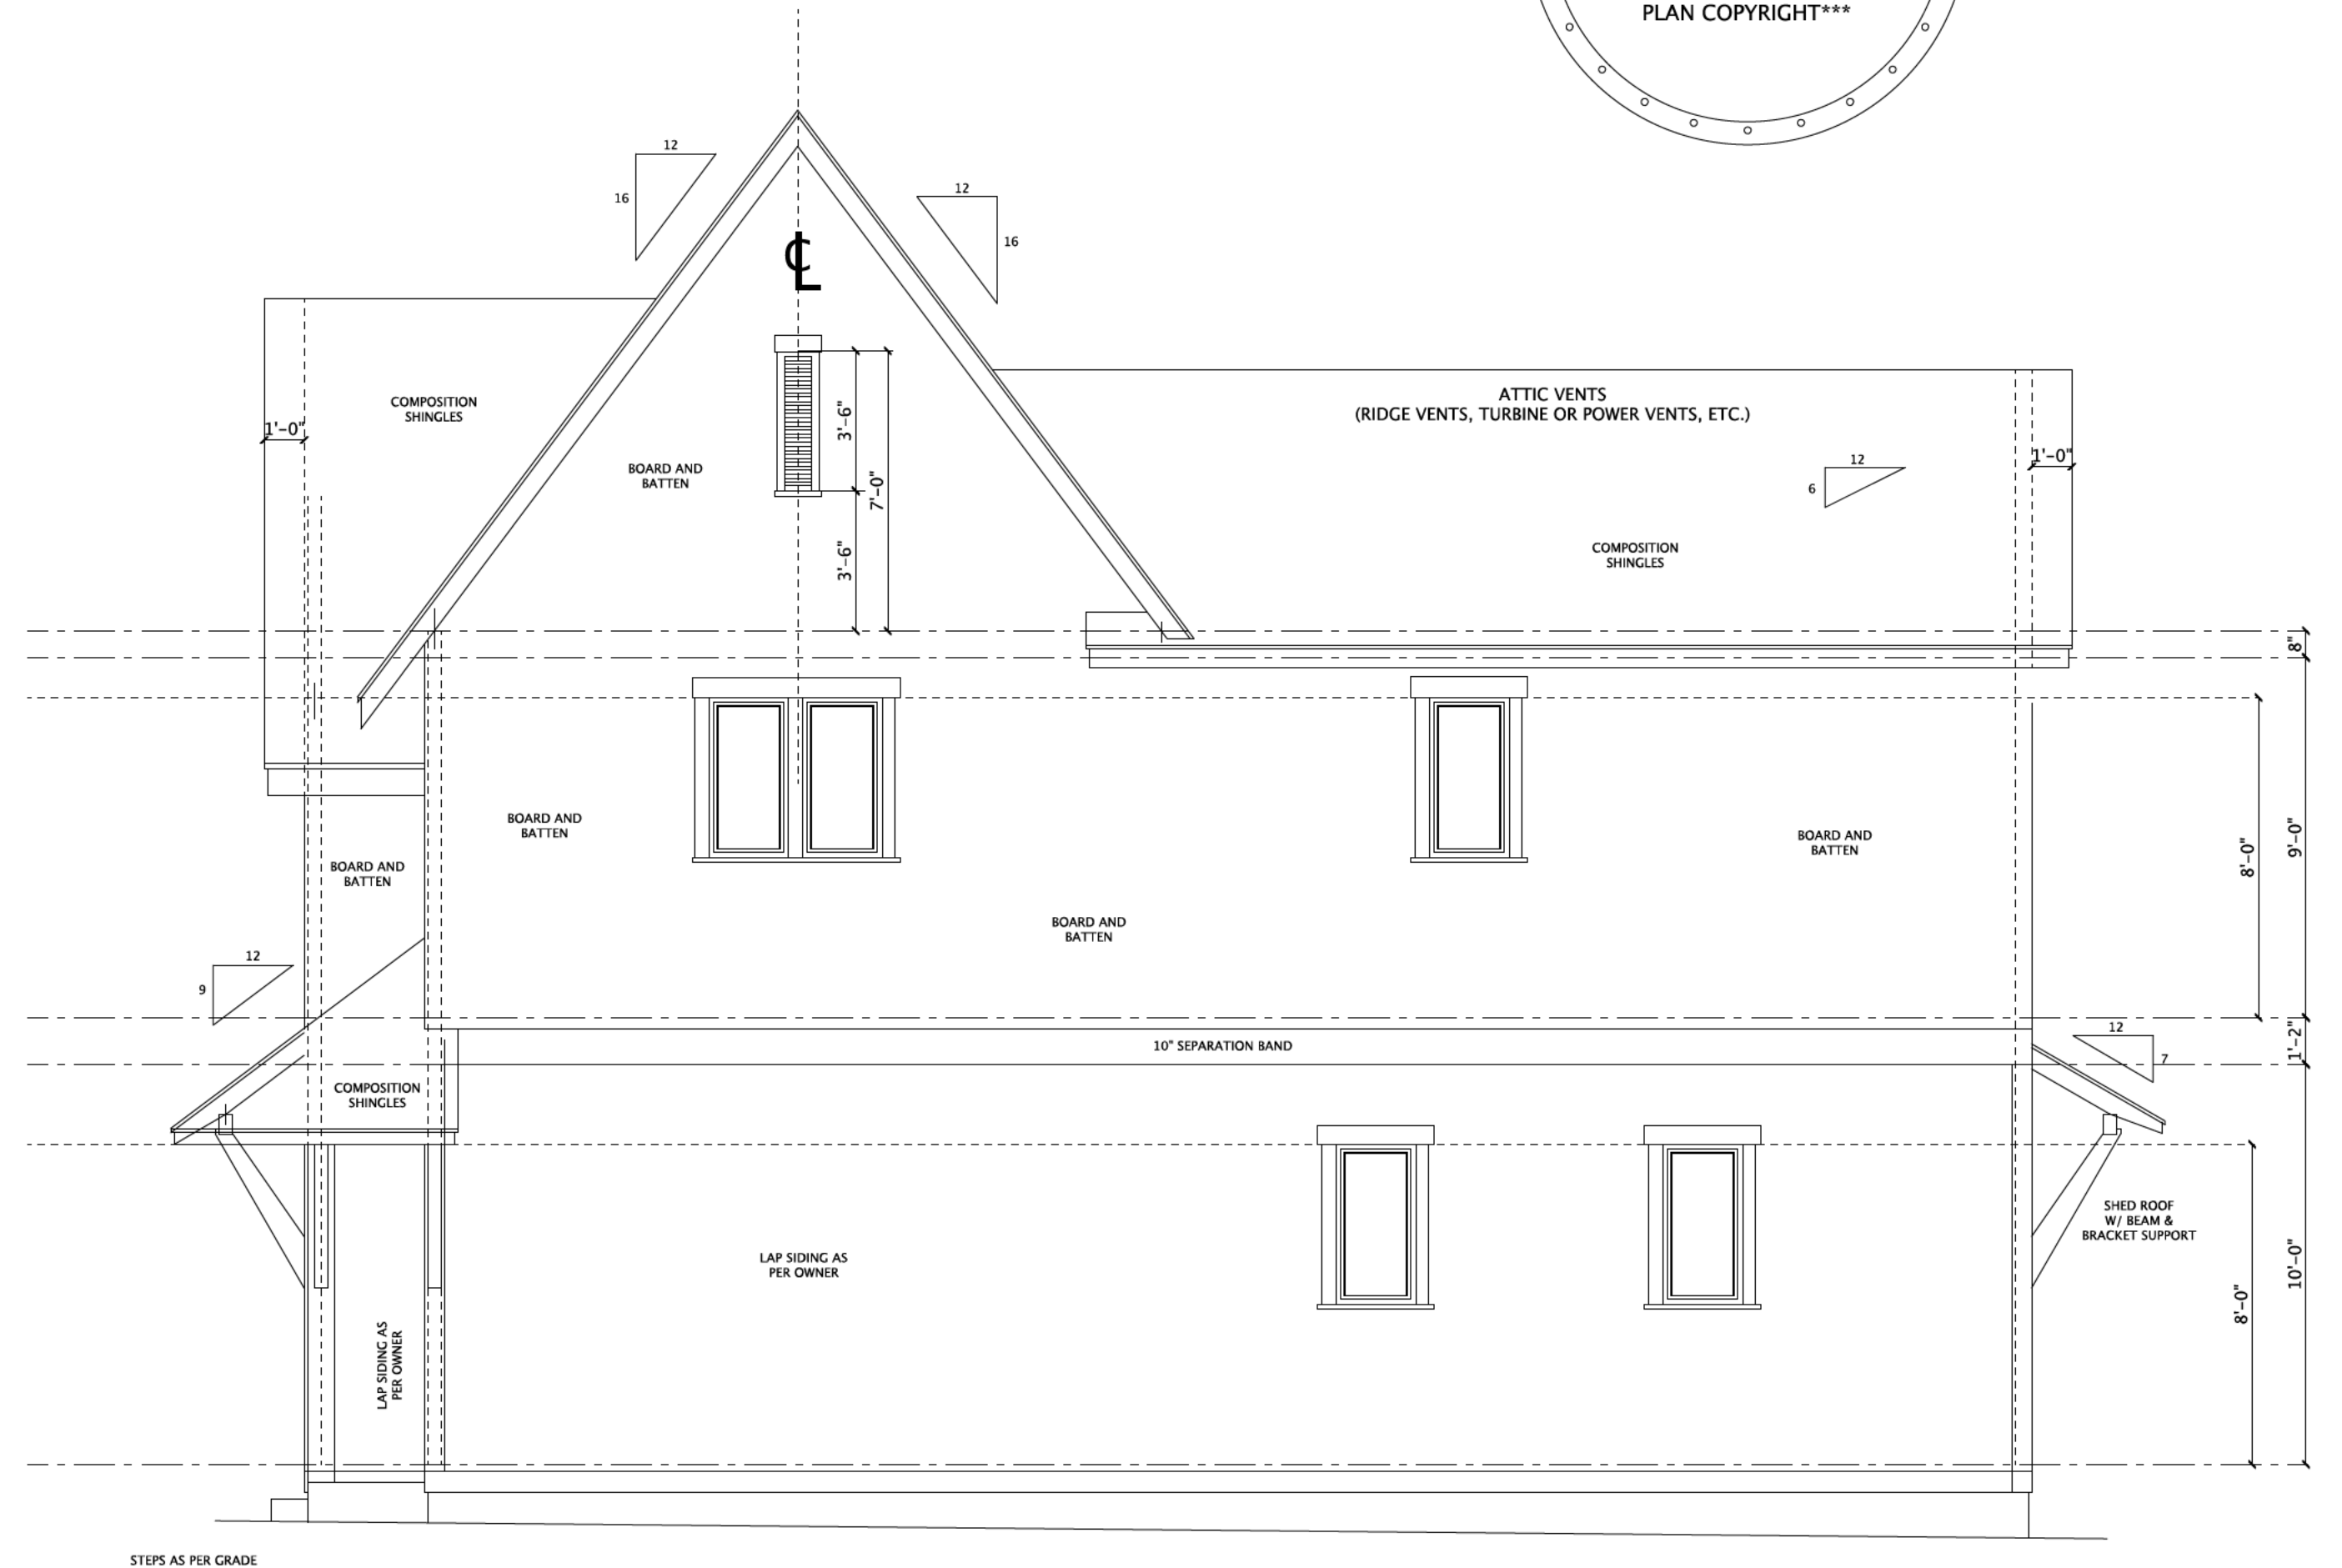 PLAN COPYRIGHT***
12
16
12
16
℄
COMPOSITION
SHINGLES
1'-0"
BOARD AND
BATTEN
3'-6"
7'-0"
3'-6"
ATTIC VENTS
(RIDGE VENTS, TURBINE OR POWER VENTS, ETC.)
12
6
1'-0"
COMPOSITION
SHINGLES
8"
BOARD AND
BATTEN
BOARD AND
BATTEN
BOARD AND
BATTEN
BOARD AND
BATTEN
8'-0"
9'-0"
12
9
10" SEPARATION BAND
12
7
1'-2"
COMPOSITION
SHINGLES
SHED ROOF
W/ BEAM &
BRACKET SUPPORT
LAP SIDING AS
PER OWNER
LAP SIDING AS
PER OWNER
8'-0"
10'-0"
STEPS AS PER GRADE